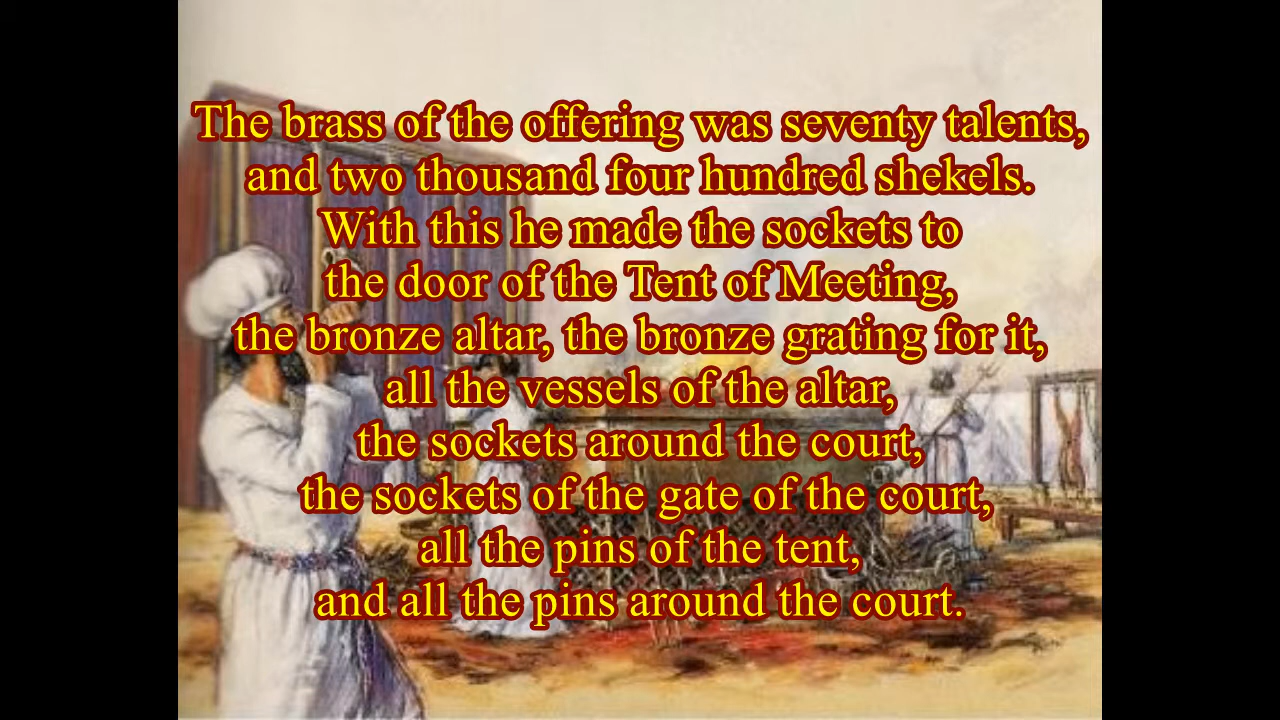 The brass of the offering was seventy talents,
and two thousand four hundred shekels.
With this he made the sockets to
the door of the Tent of Meeting,
the bronze altar, the bronze grating for it,
all the vessels of the altar,
the sockets around the court,
the sockets of the gate of the court,
all the pins of the tent,
and all the pins around the court.